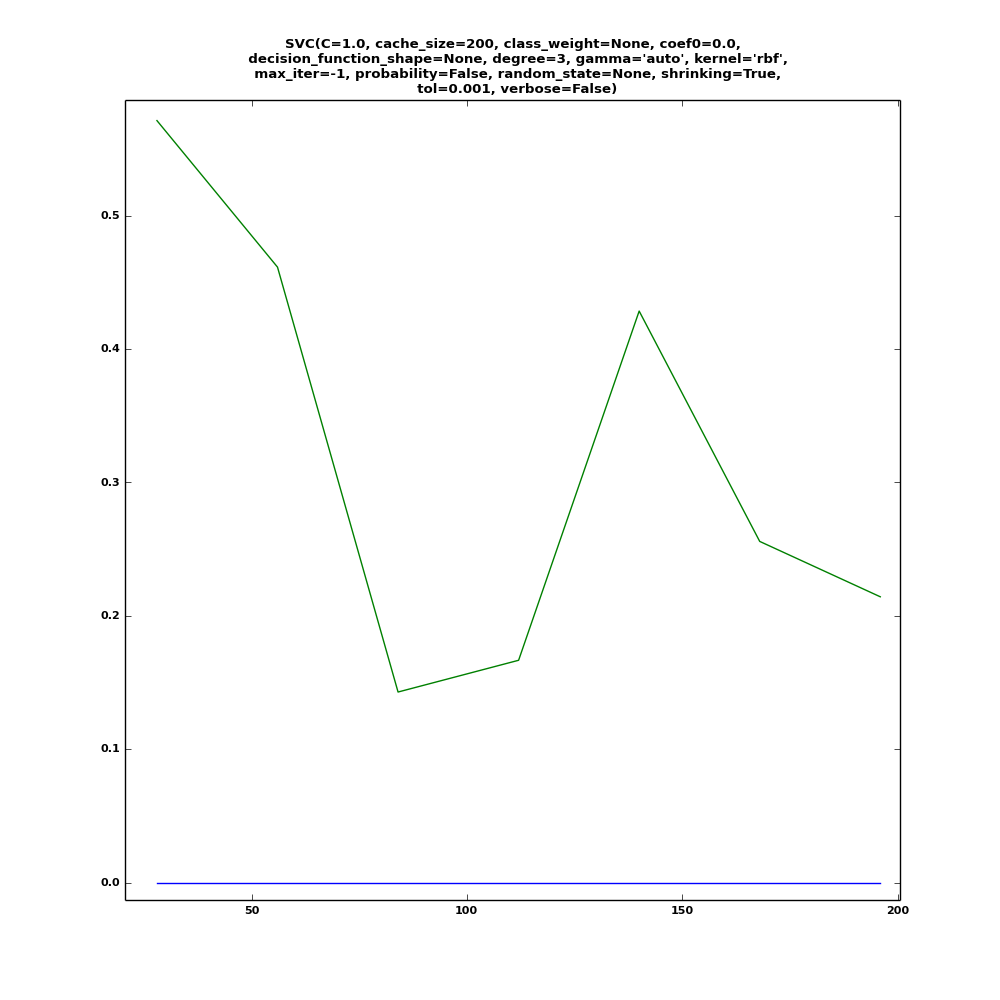 SVC(C=1.0, cache_size=200, class_weight=None, coef0=0.0,
decision_function_shape=None, degree=3, gamma='auto', kernel='rbf',
max_iter=-1, probability=False, random_state=None, shrinking=True,
tol=0.001, verbose=False)
0.5
0.4
0.3
0.2
0.1
0.0
50 100 150 200